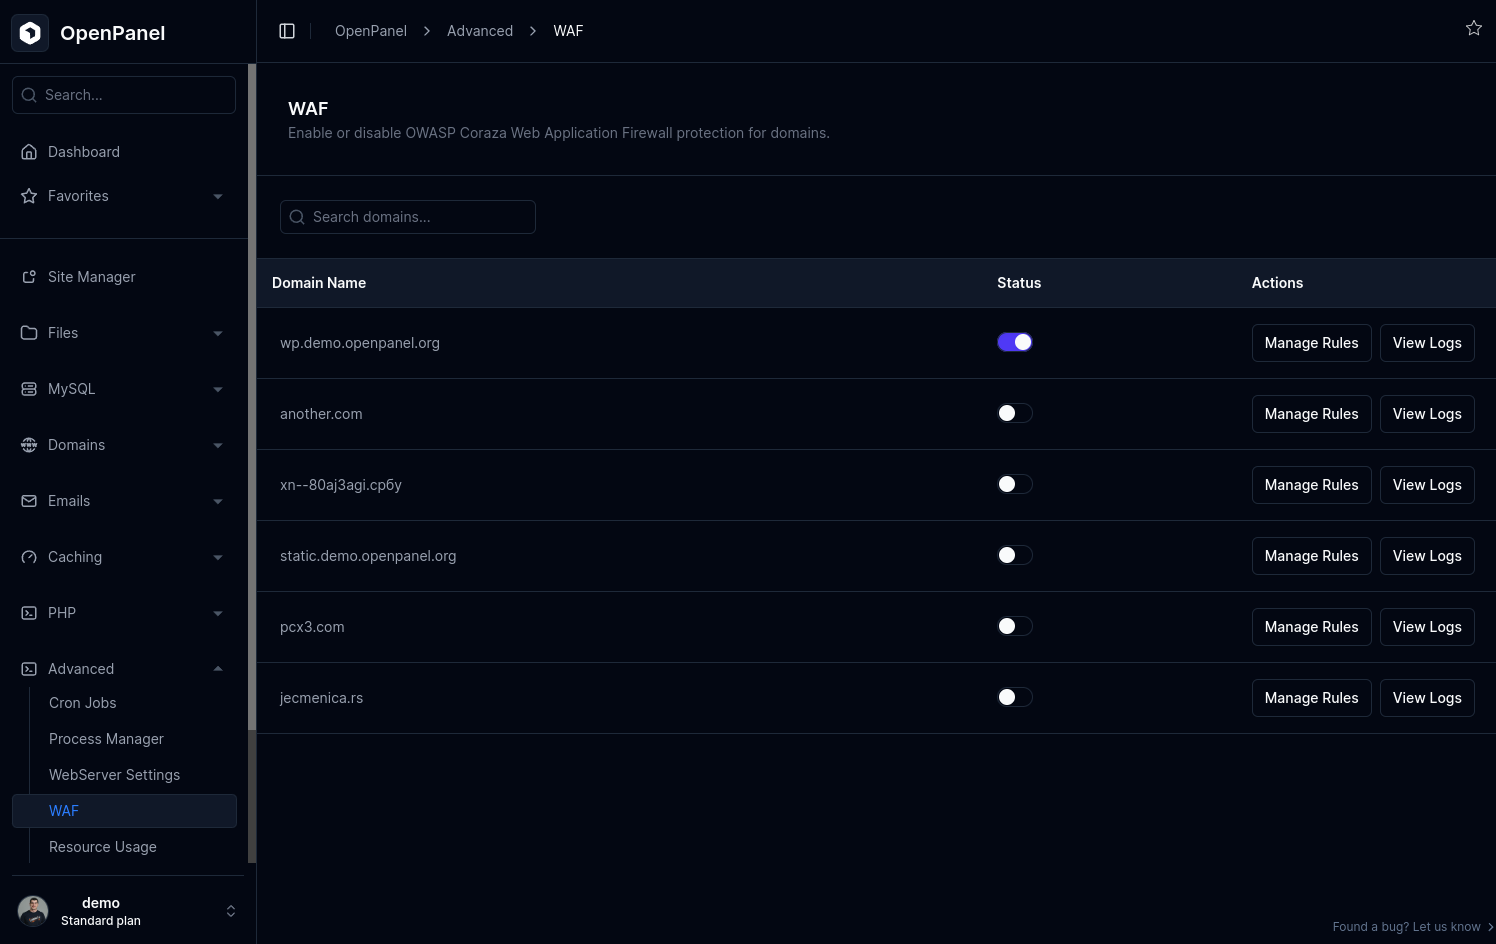 OpenPanel
OpenPanel > Advanced > WAF
Search...
Dashboard
Favorites
Site Manager
Files
MySQL
Domains
Emails
Caching
PHP
Advanced
Cron Jobs
Process Manager
WebServer Settings
WAF
Resource Usage
demo
Standard plan
WAF
Enable or disable OWASP Coraza Web Application Firewall protection for domains.
Search domains...
Domain Name Status Actions
wp.demo.openpanel.org Manage Rules View Logs
another.com Manage Rules View Logs
xn--80aj3agi.српбу Manage Rules View Logs
static.demo.openpanel.org Manage Rules View Logs
pcx3.com Manage Rules View Logs
jecmenica.rs Manage Rules View Logs
Found a bug? Let us know >